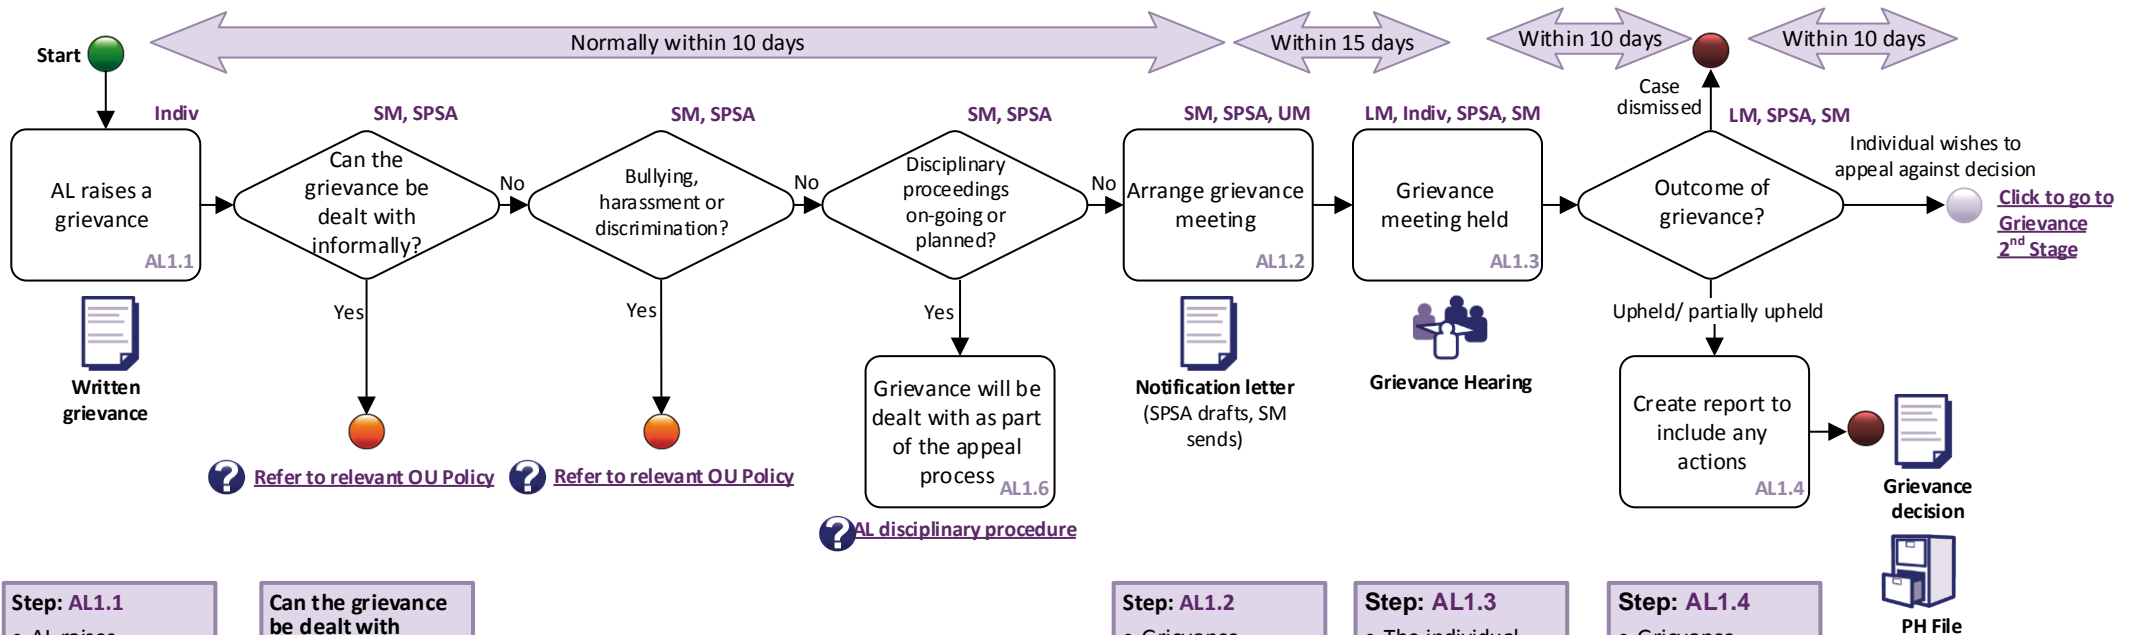 Normally within 10 days
Within 15 days
Within 10 days
Within 10 days
Start
Case
dismissed
Indiv
SM, SPSA
SM, SPSA
SM, SPSA
SM, SPSA, UM
LM, Indiv, SPSA, SM
LM, SPSA, SM
AL raises a
grievance
AL1.1
Can the
grievance be
dealt with
informally?
No
Bullying,
harassment or
discrimination?
No
Disciplinary
proceedings
on-going or
planned?
No
Arrange grievance
meeting
AL1.2
Grievance
meeting held
AL1.3
Outcome of
grievance?
Individual wishes to
appeal against decision
Click to go to
Grievance
2nd Stage
Yes
Yes
Yes
Upheld/ partially upheld
Written
grievance
Refer to relevant OU Policy
Refer to relevant OU Policy
Grievance will be
dealt with as part
of the appeal
process
AL1.6
AL disciplinary procedure
Notification letter
(SPSA drafts, SM
sends)
Grievance Hearing
Create report to
include any
actions
AL1.4
Grievance
decision
PH File
Step: AL1.1
• AL raises
Can the grievance
be dealt with
Step: AL1.2
• Grievance
Step: AL1.3
• The individual
Step: AL1.4
• Grievance